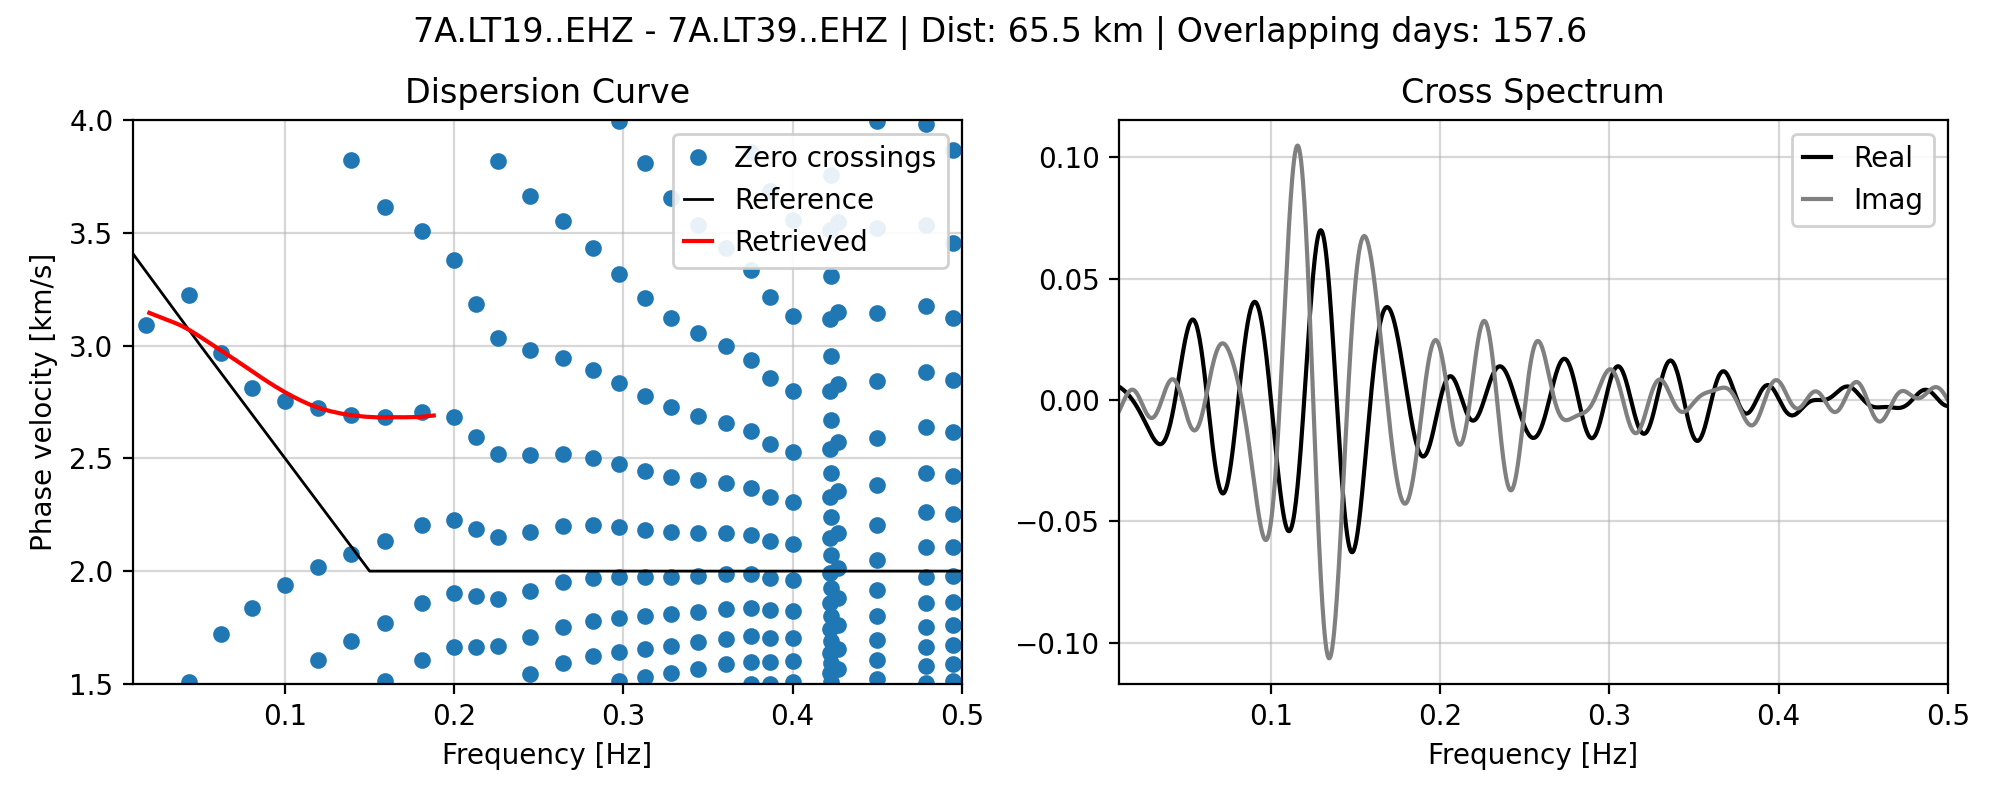 7A.LT19..EHZ - 7A.LT39..EHZ | Dist: 65.5 km | Overlapping days: 157.6
Dispersion Curve
4.0
3.5
3.0
2.5
2.0
1.5
Phase velocity [km/s]
0.1 0.2 0.3 0.4 0.5
Frequency [Hz]
Zero crossings
Reference
Retrieved
Cross Spectrum
0.10
0.05
0.00
−0.05
−0.10
0.1 0.2 0.3 0.4 0.5
Frequency [Hz]
Real
Imag